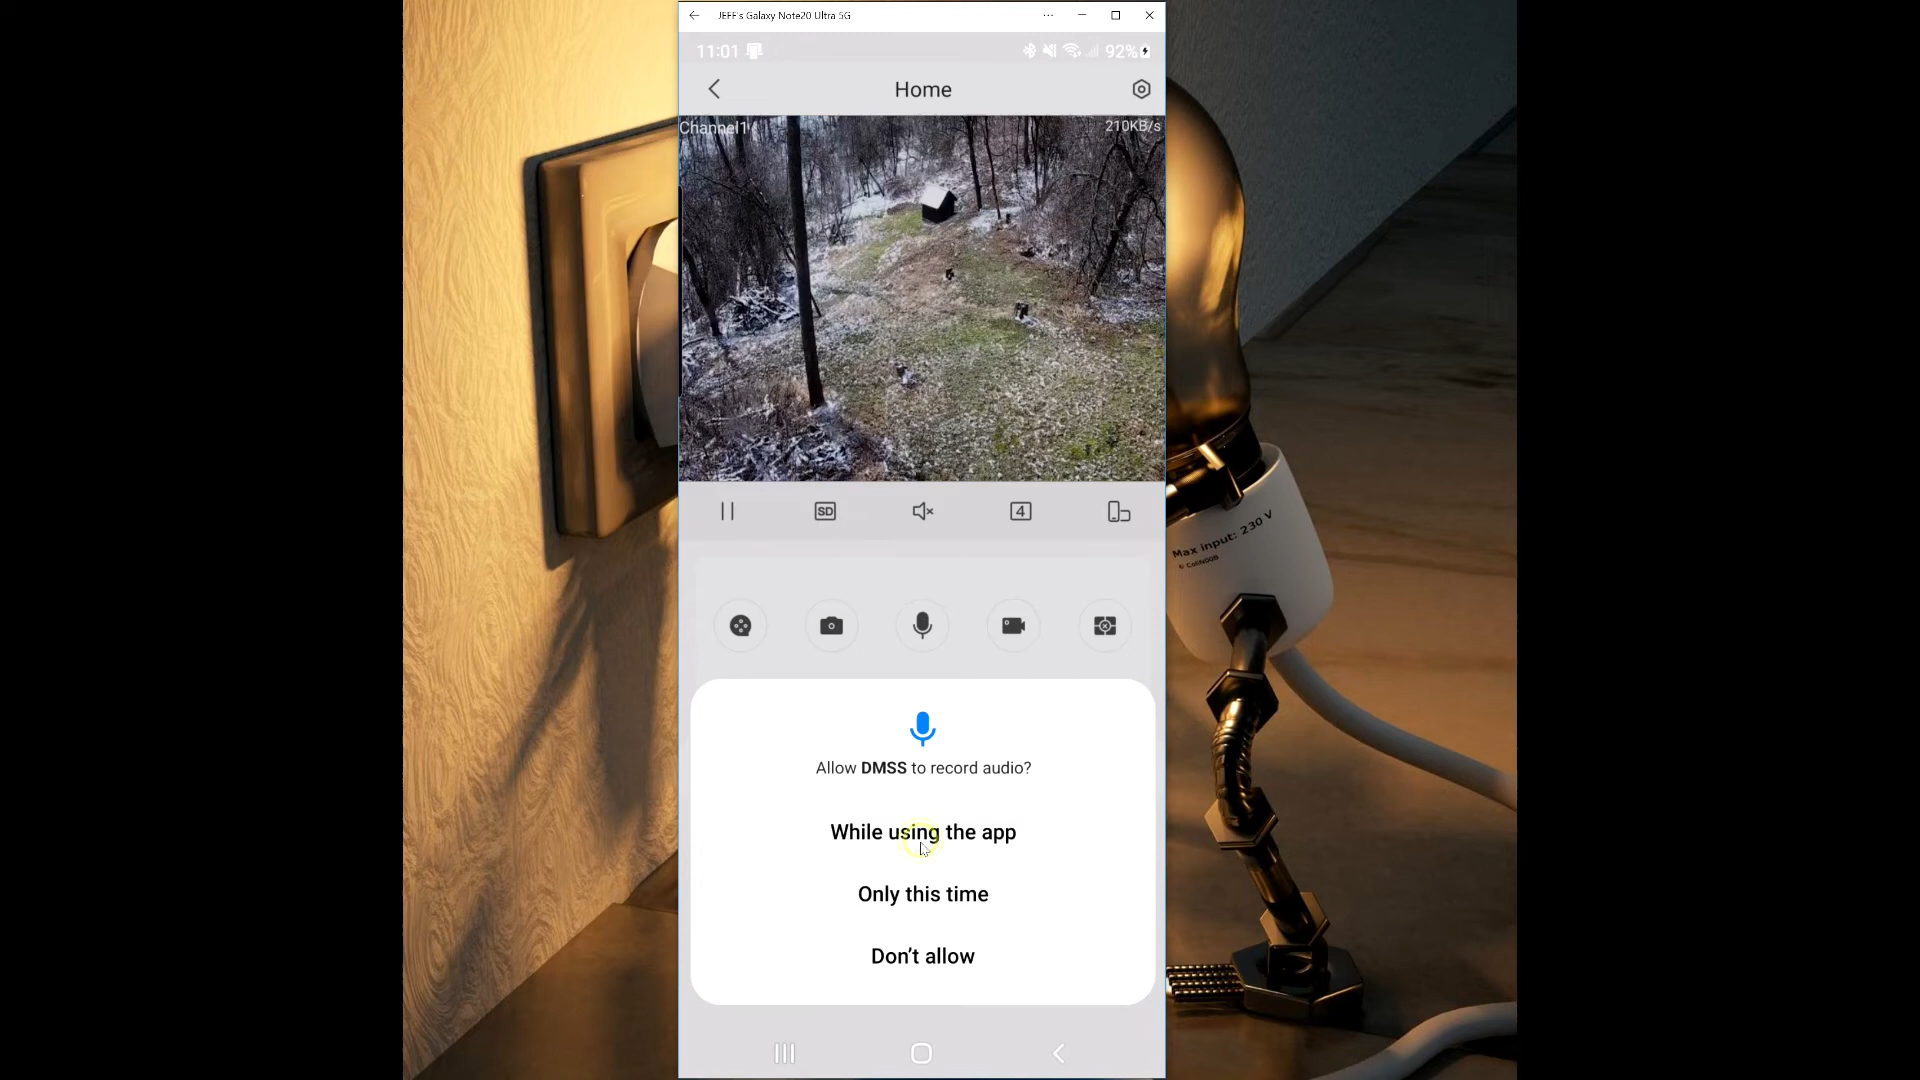 JEFF's Galaxy Note20 Ultra 5G
11:01
92%
Home
Channel1
210KB/s
SD
4
Max input: 230 V
Allow DMSS to record audio?
While using the app
Only this time
Don't allow